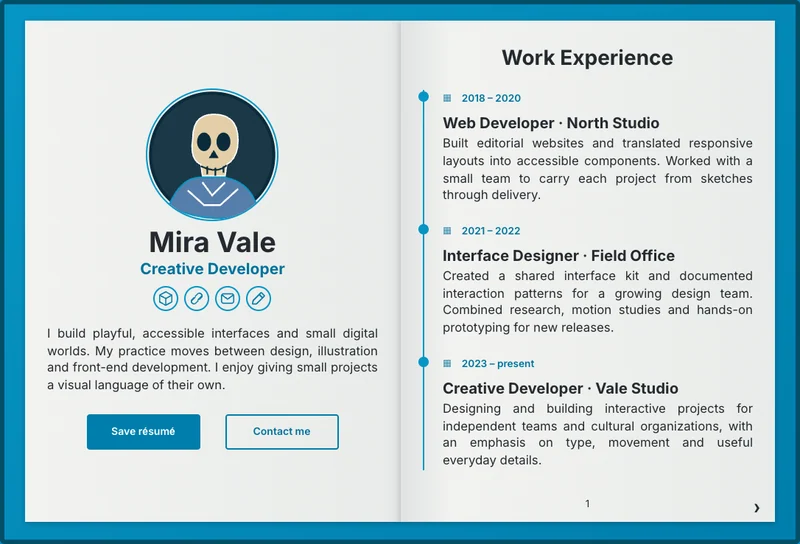 Mira Vale
Creative Developer
I build playful, accessible interfaces and small digital
worlds. My practice moves between design, illustration
and front-end development. I enjoy giving small projects
a visual language of their own.
Save résumé
Contact me
Work Experience
2018 – 2020
Web Developer · North Studio
Built editorial websites and translated responsive
layouts into accessible components. Worked with a
small team to carry each project from sketches
through delivery.
2021 – 2022
Interface Designer · Field Office
Created a shared interface kit and documented
interaction patterns for a growing design team.
Combined research, motion studies and hands-on
prototyping for new releases.
2023 – present
Creative Developer · Vale Studio
Designing and building interactive projects for
independent teams and cultural organizations, with
an emphasis on type, movement and useful
everyday details.
1